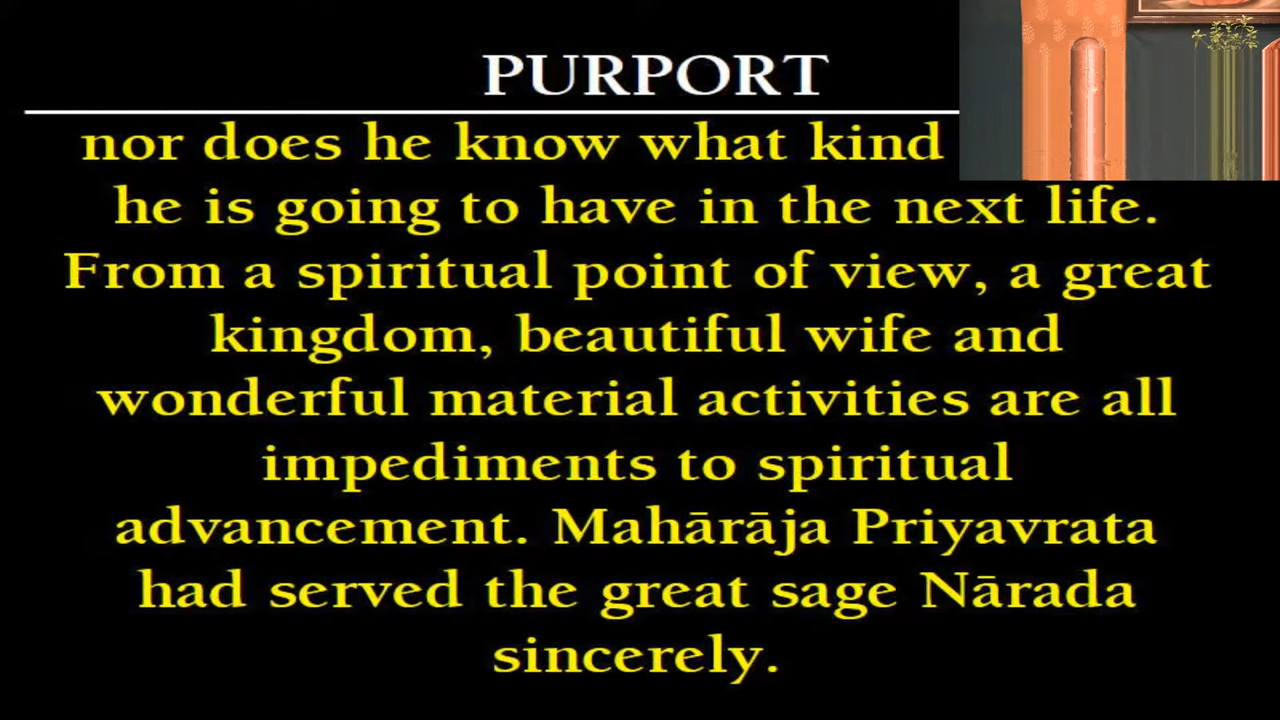 PURPORT
nor does he know what kind
he is going to have in the next life.
From a spiritual point of view, a great
kingdom, beautiful wife and
wonderful material activities are all
impediments to spiritual
advancement. Mahārāja Priyavrata
had served the great sage Nārada
sincerely.